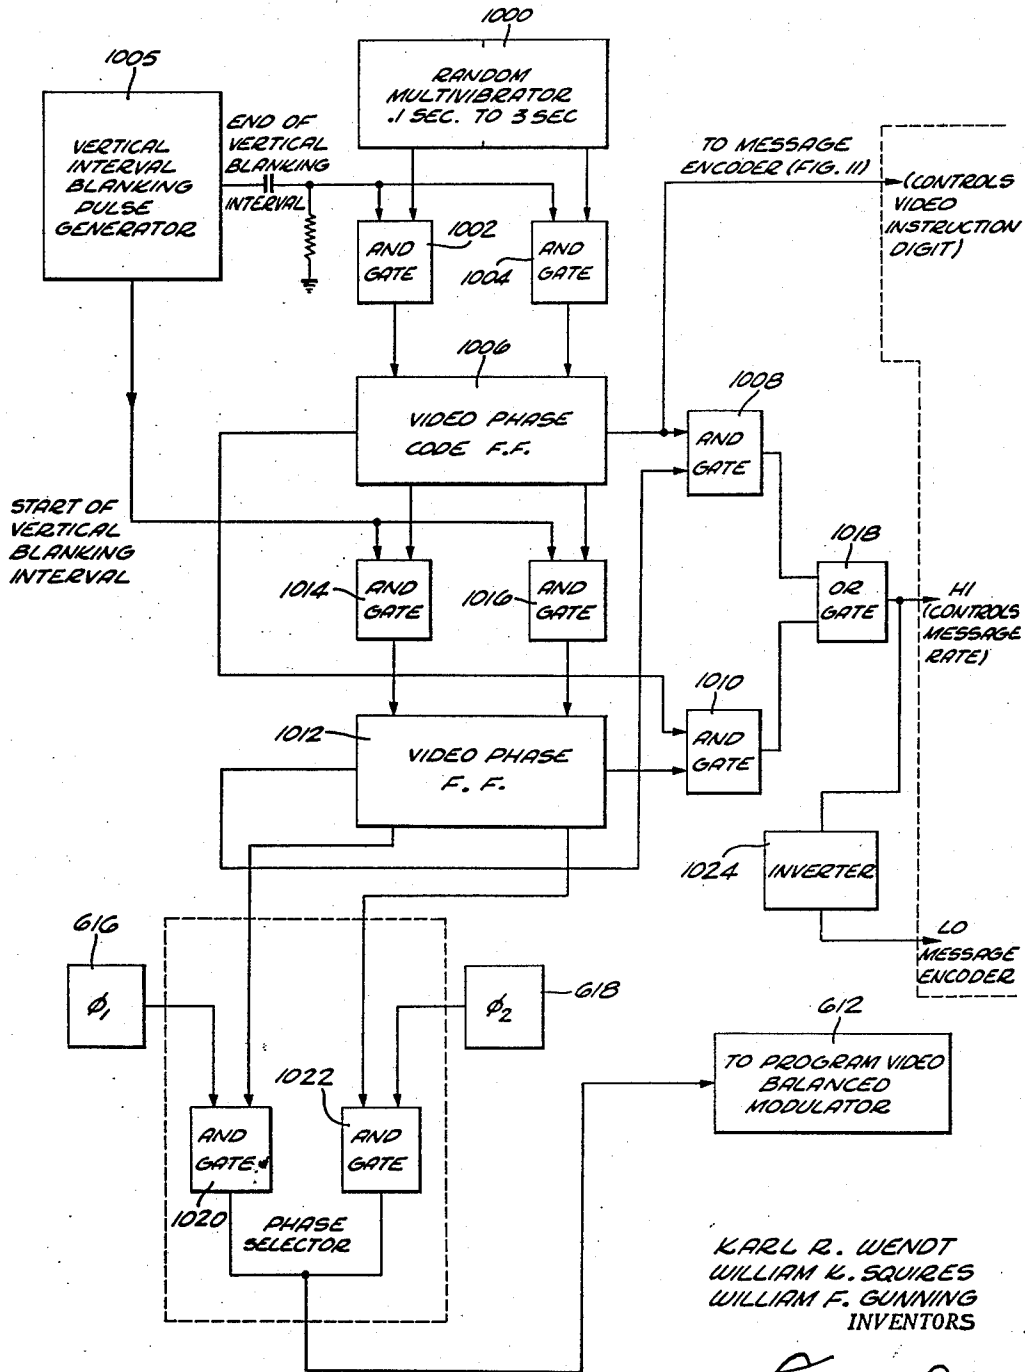 1000
1005
RANDOM
MULTIVIBRATOR
.1 SEC. TO 3 SEC
VERTICAL
INTERVAL
BLANKING
PULSE
GENERATOR
END OF
VERTICAL
BLANKING
INTERVAL
TO MESSAGE
ENCODER (FIG. 11)
(CONTROLS
VIDEO
INSTRUCTION
DIGIT)
AND
GATE
1002
1004
AND
GATE
1006
VIDEO PHASE
CODE F.F.
1008
AND
GATE
START OF
VERTICAL
BLANKING
INTERVAL
1014
AND
GATE
1016
AND
GATE
1018
OR
GATE
HI
(CONTROLS
MESSAGE
RATE)
1010
AND
GATE
1012
VIDEO PHASE
F. F.
1024
INVERTER
LO
MESSAGE
ENCODER
616
ϕ1
ϕ2
618
612
TO PROGRAM VIDEO
BALANCED
MODULATOR
1022
AND
GATE
AND
GATE
1020
PHASE
SELECTOR
KARL R. WENDT
WILLIAM K. SQUIRES
WILLIAM F. GUNNING
INVENTORS